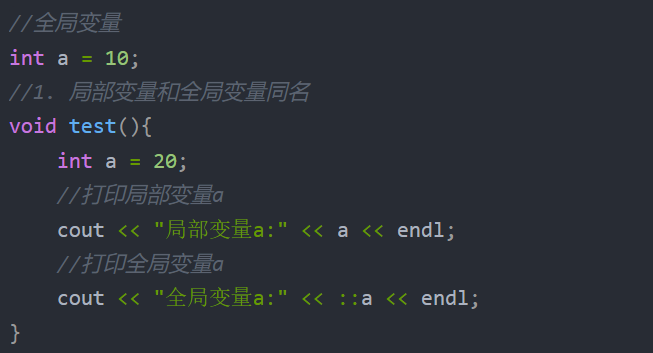 //全局变量
int a = 10;
//1. 局部变量和全局变量同名
void test(){
    int a = 20;
    //打印局部变量a
    cout << "局部变量a:" << a << endl;
    //打印全局变量a
    cout << "全局变量a:" << ::a << endl;
}